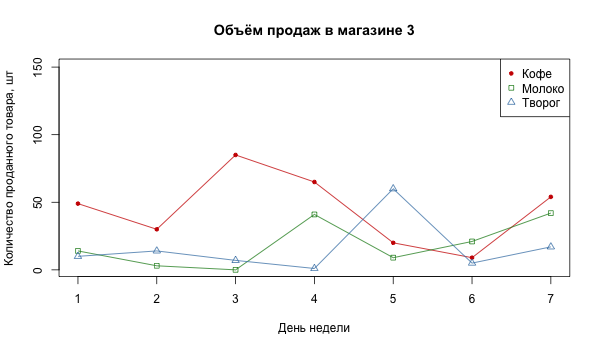 Объём продаж в магазине 3
Количество проданного товара, шт
150
100
50
0
Кофе
Молоко
Творог
1 2 3 4 5 6 7
День недели